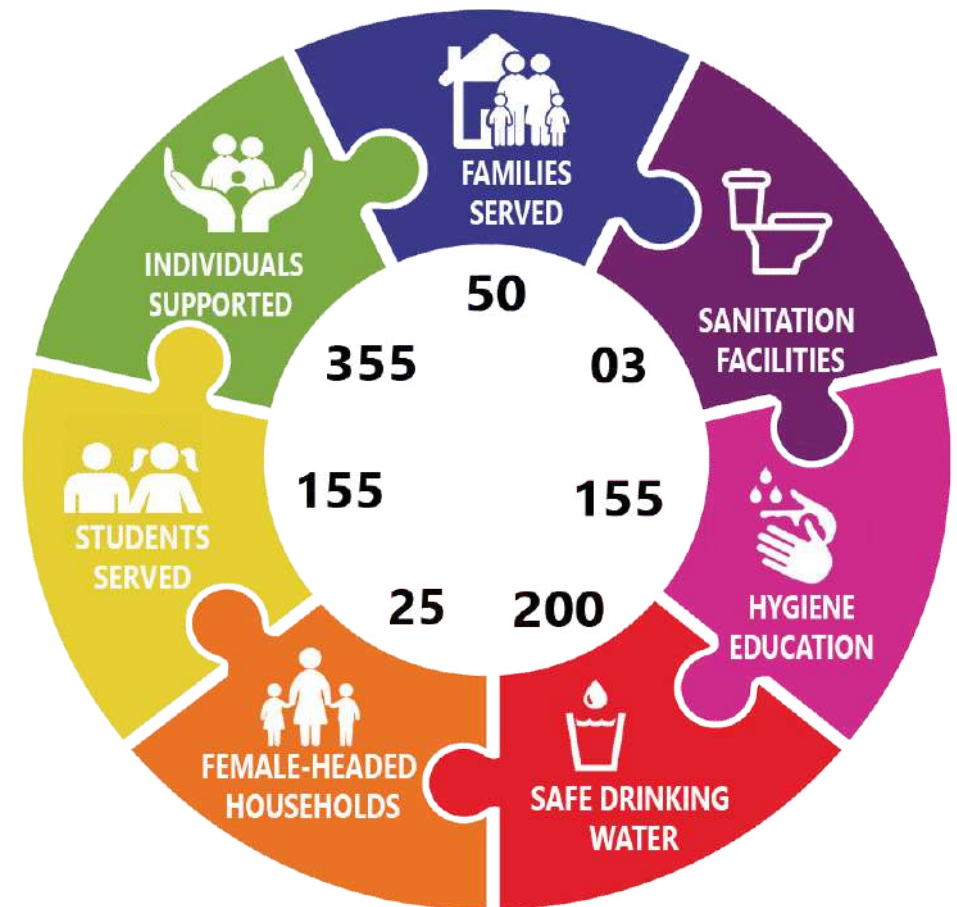 FAMILIES
SERVED
50
SANITATION
FACILITIES
03
HYGIENE
EDUCATION
155
SAFE DRINKING
WATER
200
FEMALE-HEADED
HOUSEHOLDS
25
STUDENTS
SERVED
155
INDIVIDUALS
SUPPORTED
355